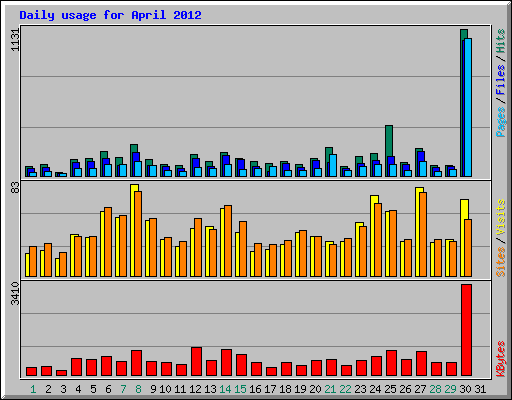 Daily usage for April 2012
1131
Pages / Files / Hits
83
Sites / Visits
3410
KBytes
1 2 3 4 5 6 7 8 9 10 11 12 13 14 15 16 17 18 19 20 21 22 23 24 25 26 27 28 29 30 31